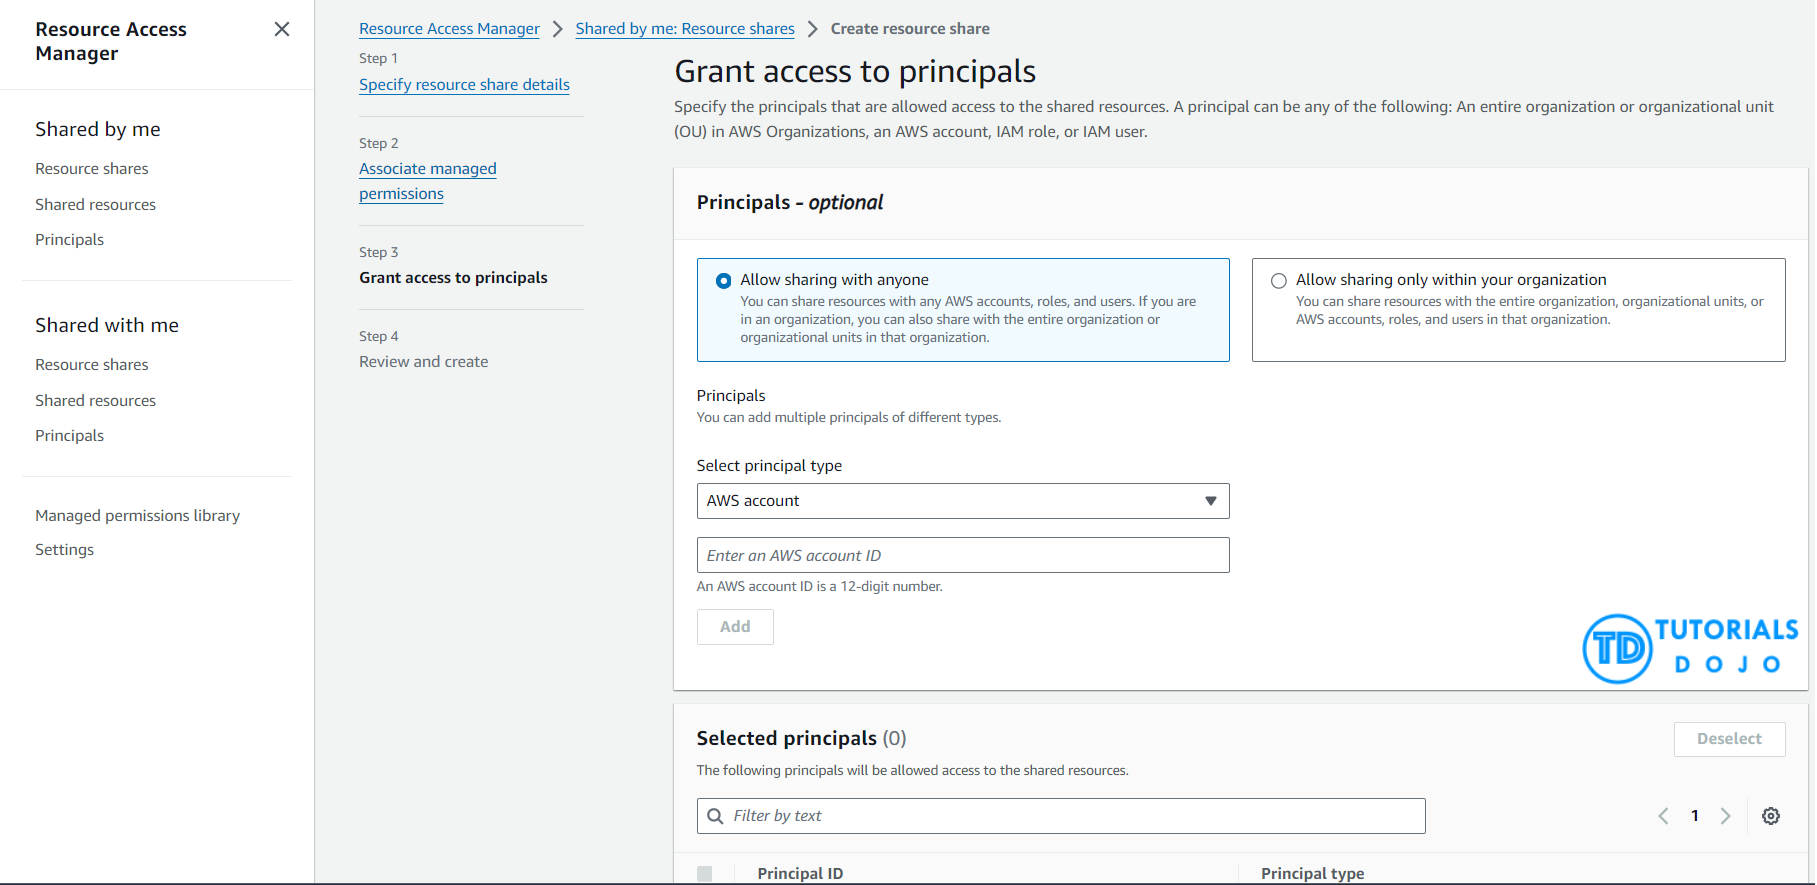 Resource Access
Manager
Shared by me
Resource shares
Shared resources
Principals
Shared with me
Resource shares
Shared resources
Principals
Managed permissions library
Settings
Resource Access Manager
Shared by me: Resource shares
Create resource share
Step 1
Specify resource share details
Step 2
Associate managed
permissions
Step 3
Grant access to principals
Step 4
Review and create
Grant access to principals
Specify the principals that are allowed access to the shared resources. A principal can be any of the following: An entire organization or organizational unit
(OU) in AWS Organizations, an AWS account, IAM role, or IAM user.
Principals - optional
Allow sharing with anyone
You can share resources with any AWS accounts, roles, and users. If you are
in an organization, you can also share with the entire organization or
organizational units in that organization.
Allow sharing only within your organization
You can share resources with the entire organization, organizational units, or
AWS accounts, roles, and users in that organization.
Principals
You can add multiple principals of different types.
Select principal type
AWS account
Enter an AWS account ID
An AWS account ID is a 12-digit number.
Add
TD
TUTORIALS
DOJO
Selected principals (0)
Deselect
The following principals will be allowed access to the shared resources.
Filter by text
1
Principal ID
Principal type